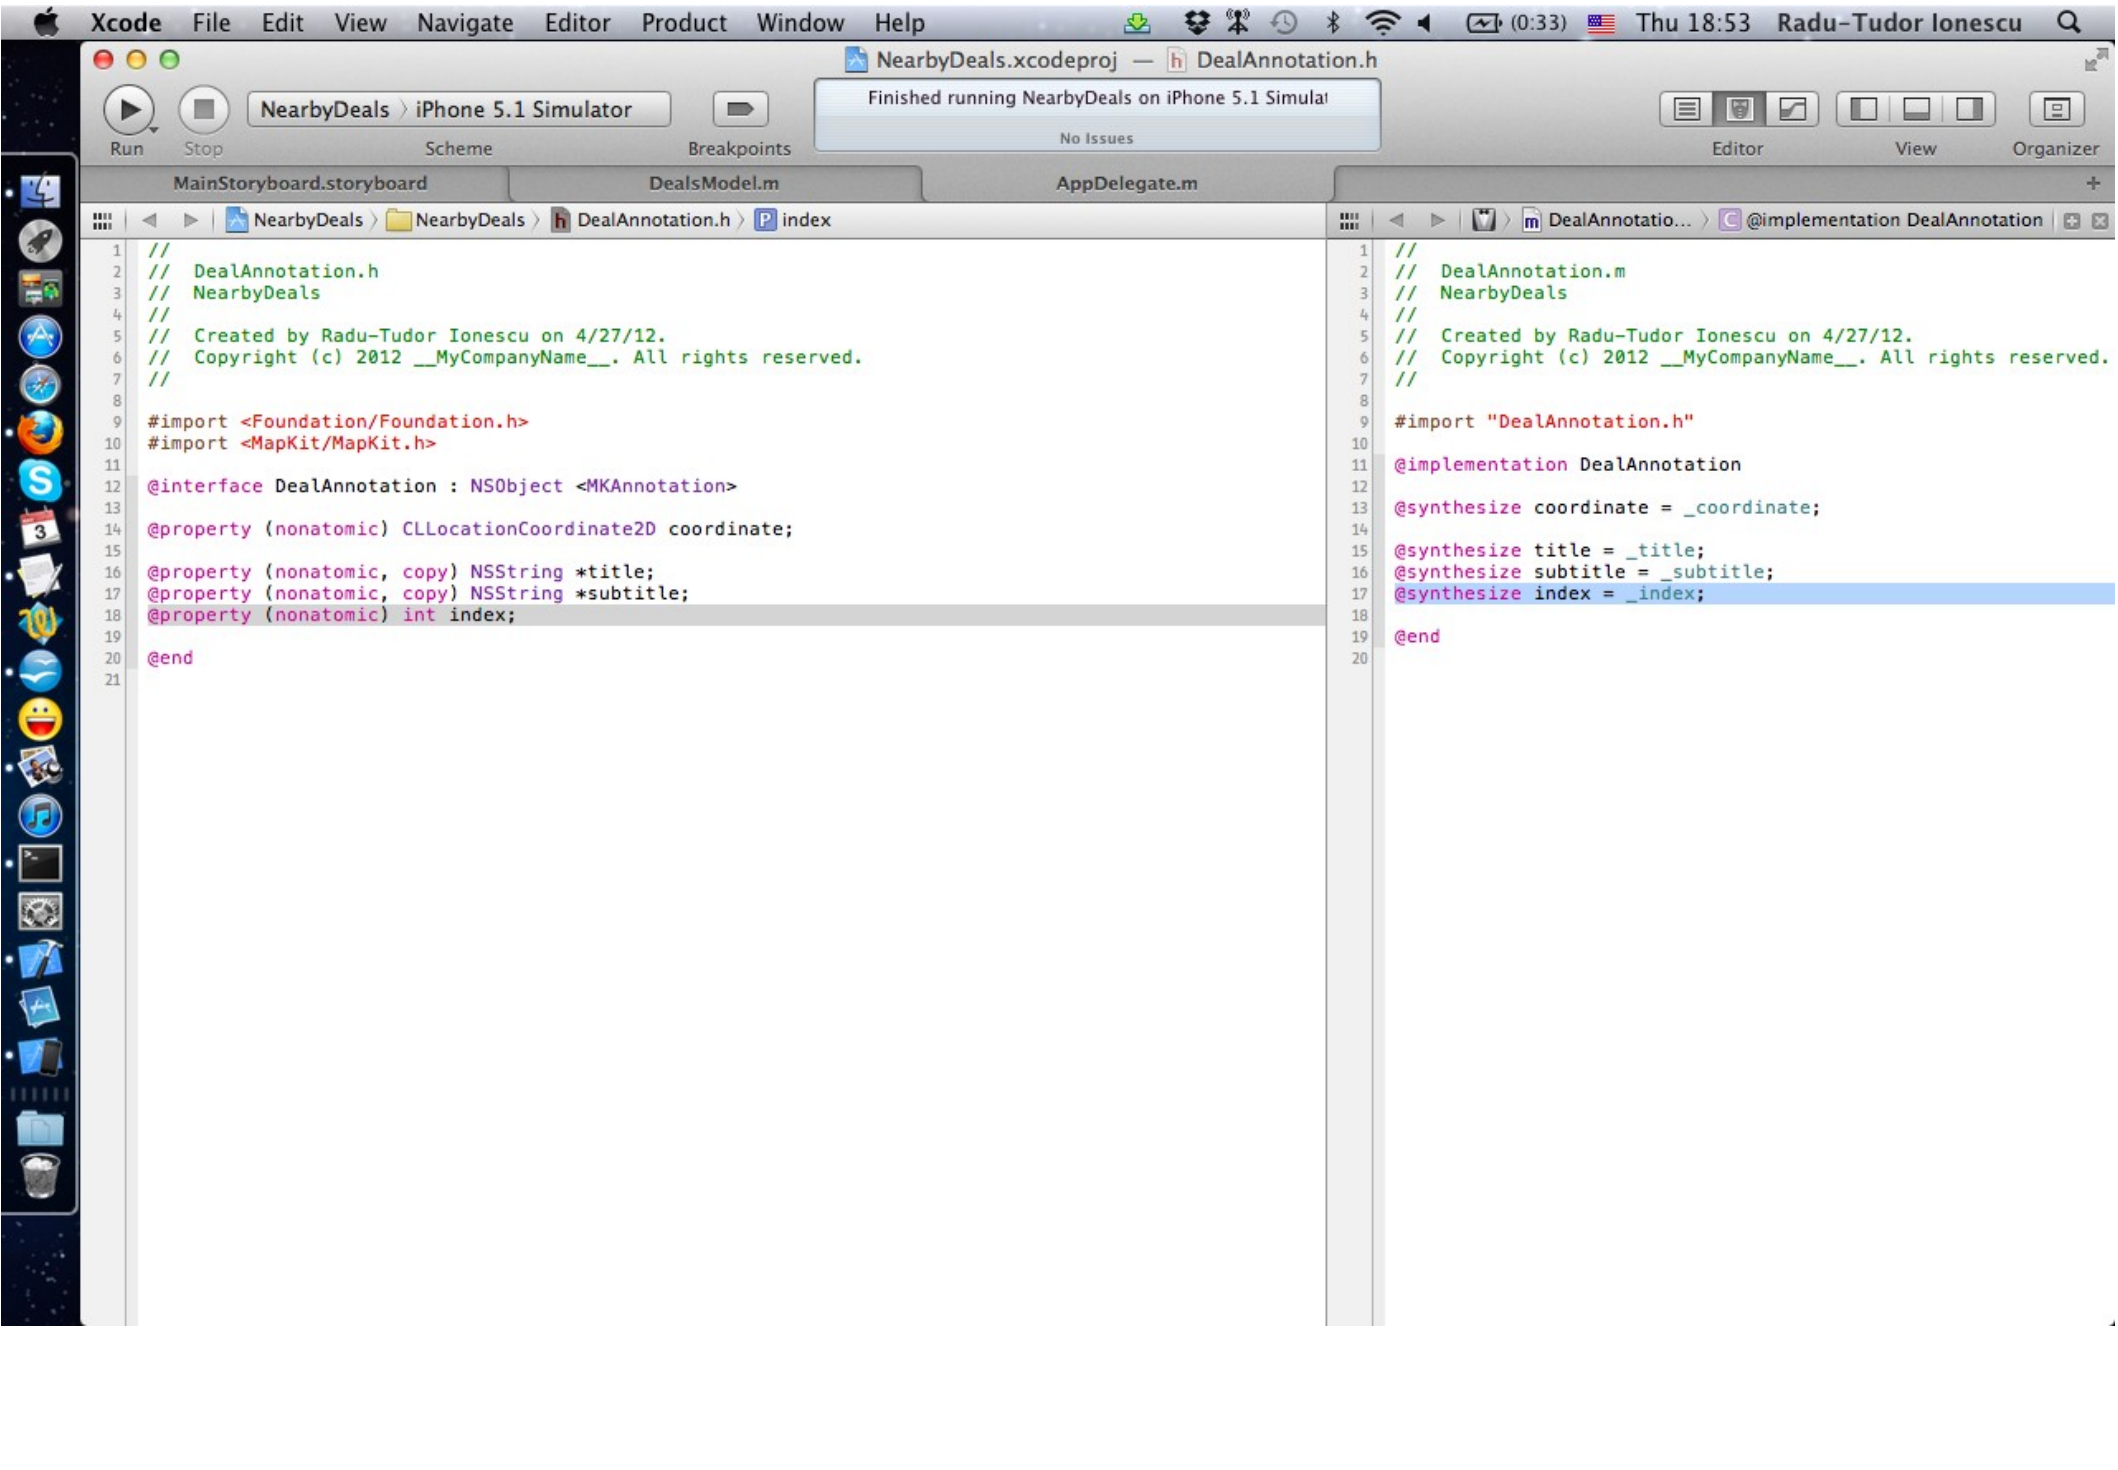 Xcode File Edit View Navigate Editor Product Window Help (0:33) Thu 18:53 Radu-Tudor Ionescu
NearbyDeals.xcodeproj — h DealAnnotation.h
NearbyDeals 〉 iPhone 5.1 Simulator
Finished running NearbyDeals on iPhone 5.1 Simulat
No Issues
Run Stop Scheme Breakpoints Editor View Organizer
MainStoryboard.storyboard DealsModel.m AppDelegate.m +
NearbyDeals 〉 NearbyDeals 〉 h DealAnnotation.h 〉 P index
1 //
2 // DealAnnotation.h
3 // NearbyDeals
4 //
5 // Created by Radu-Tudor Ionescu on 4/27/12.
6 // Copyright (c) 2012 __MyCompanyName__. All rights reserved.
7 //
8
9 #import <Foundation/Foundation.h>
10 #import <MapKit/MapKit.h>
11
12 @interface DealAnnotation : NSObject <MKAnnotation>
13
14 @property (nonatomic) CLLocationCoordinate2D coordinate;
15
16 @property (nonatomic, copy) NSString *title;
17 @property (nonatomic, copy) NSString *subtitle;
18 @property (nonatomic) int index;
19
20 @end
21
m DealAnnotatio... 〉 C @implementation DealAnnotation
1 //
2 // DealAnnotation.m
3 // NearbyDeals
4 //
5 // Created by Radu-Tudor Ionescu on 4/27/12.
6 // Copyright (c) 2012 __MyCompanyName__. All rights reserved.
7 //
8
9 #import "DealAnnotation.h"
10
11 @implementation DealAnnotation
12
13 @synthesize coordinate = _coordinate;
14
15 @synthesize title = _title;
16 @synthesize subtitle = _subtitle;
17 @synthesize index = _index;
18
19 @end
20
3